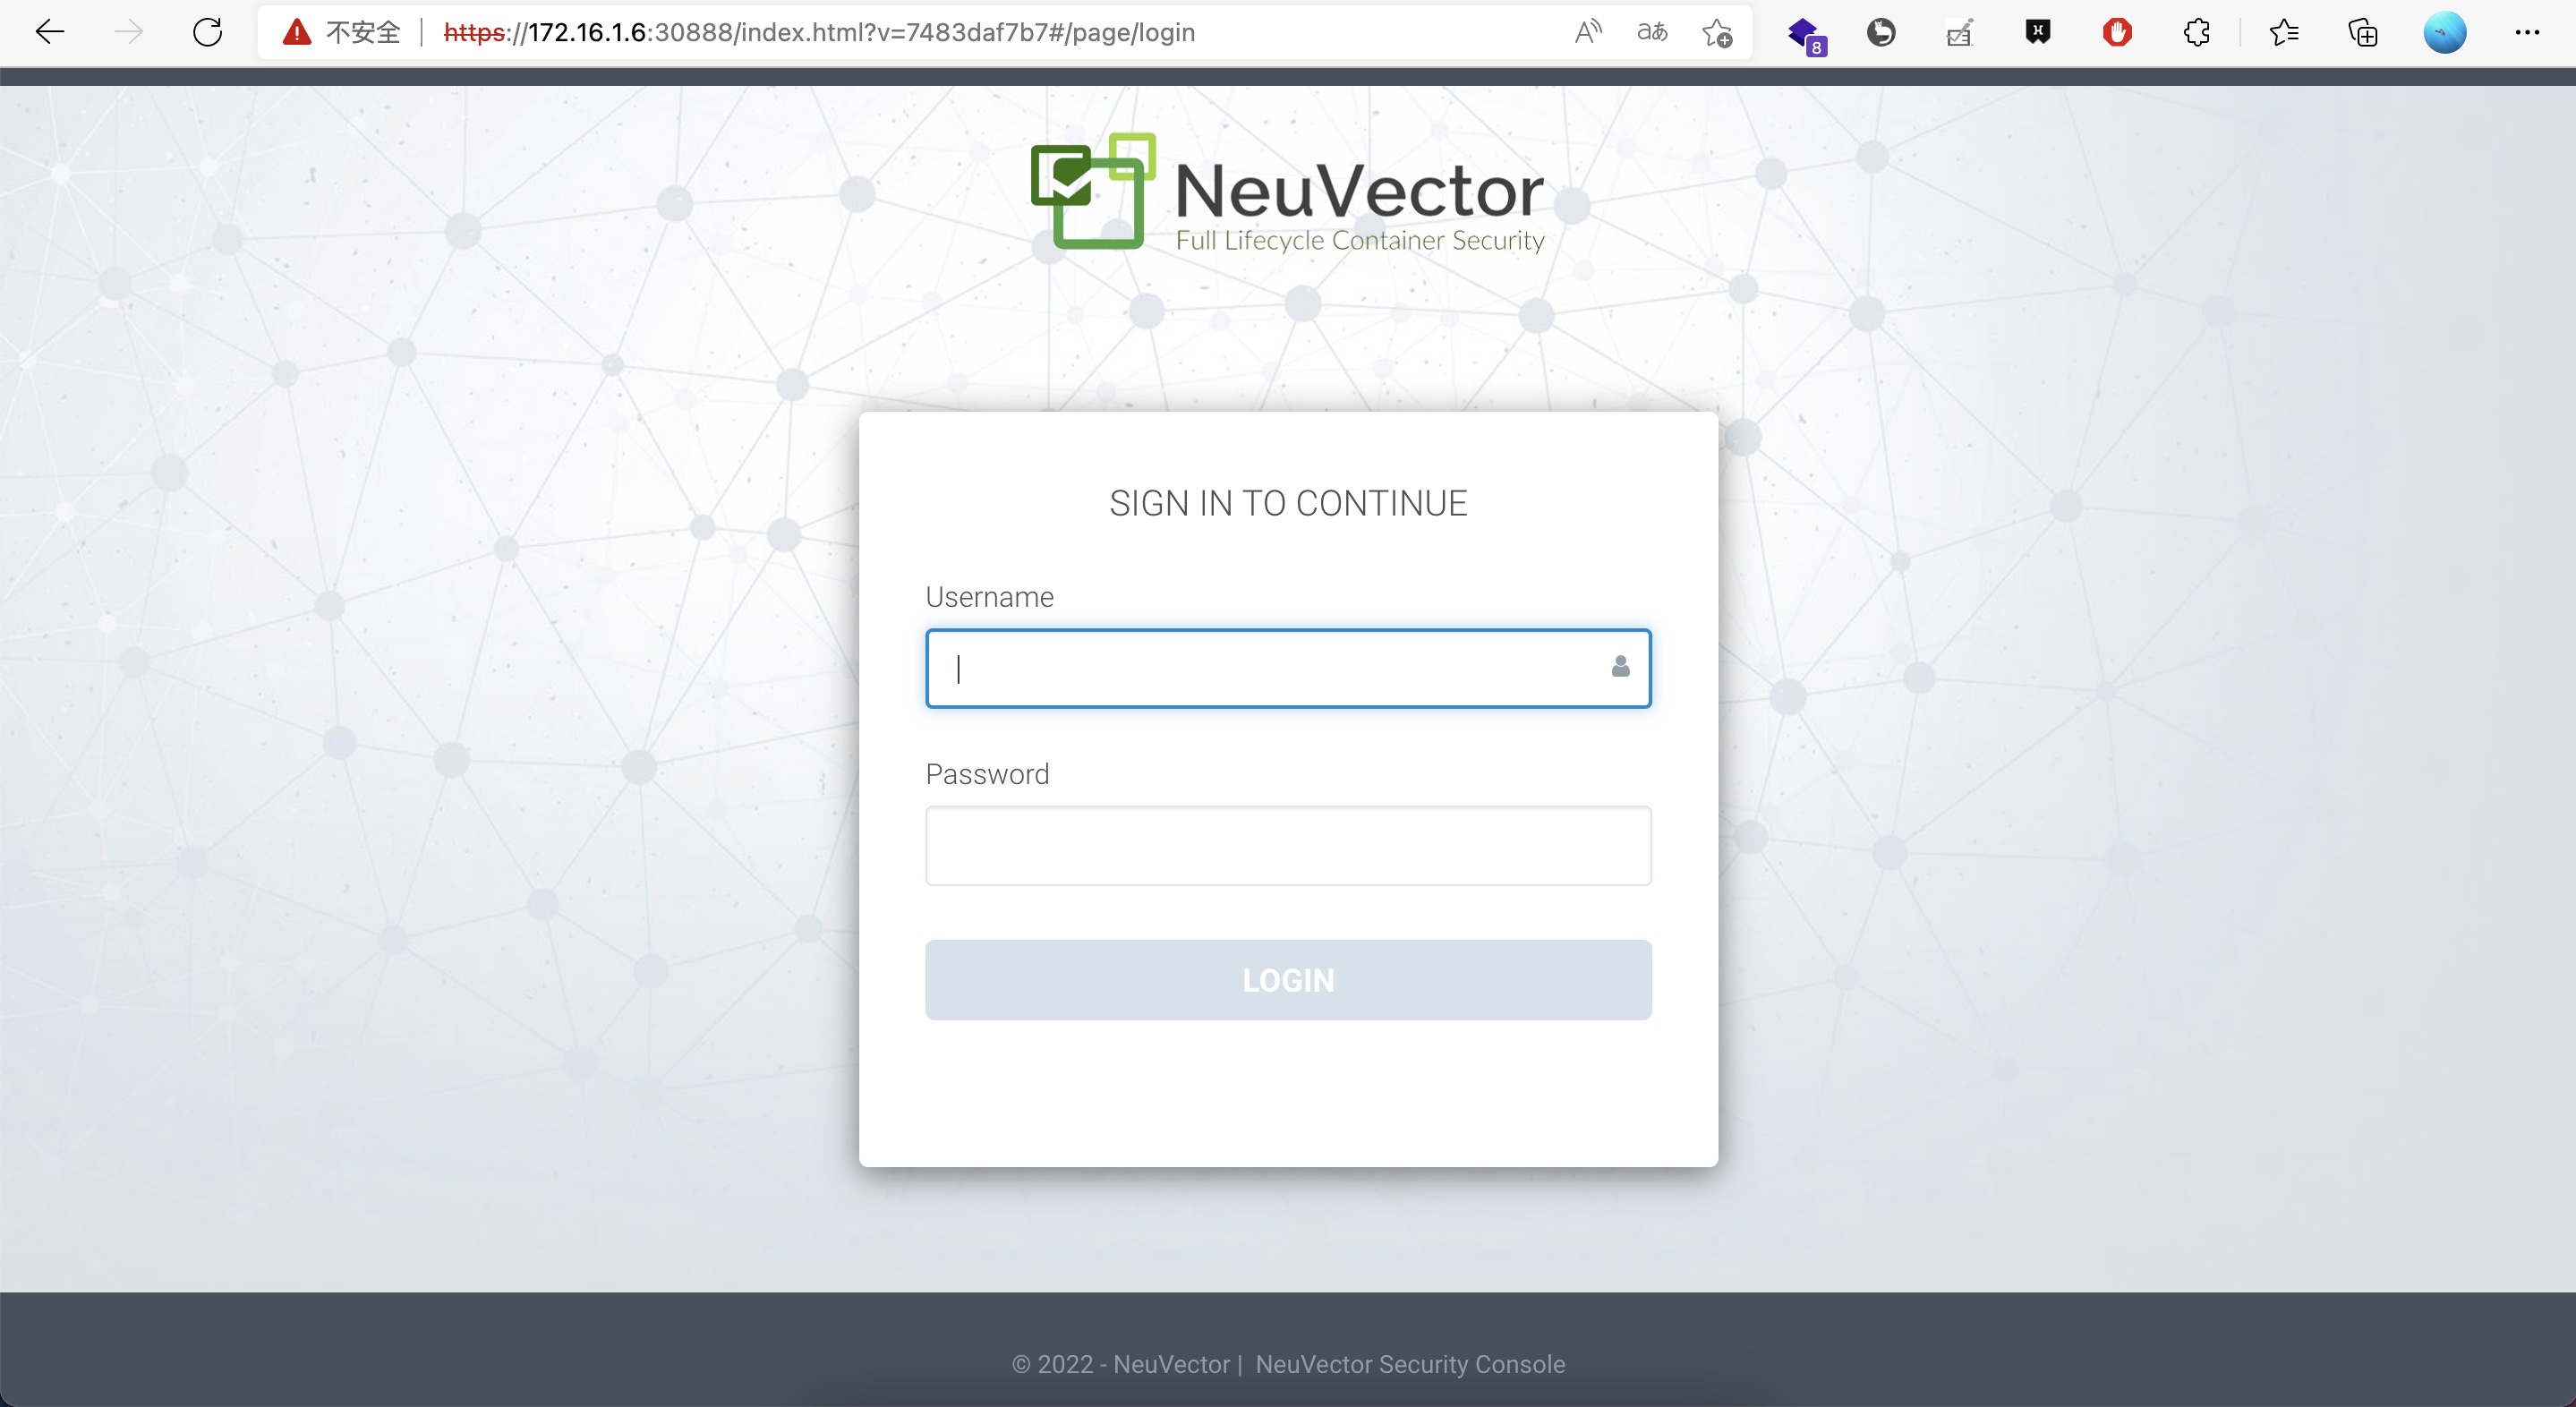 不安全 | https://172.16.1.6:30888/index.html?v=7483daf7b7#/page/login
8
NeuVector
Full Lifecycle Container Security
SIGN IN TO CONTINUE
Username
Password
LOGIN
© 2022 - NeuVector | NeuVector Security Console